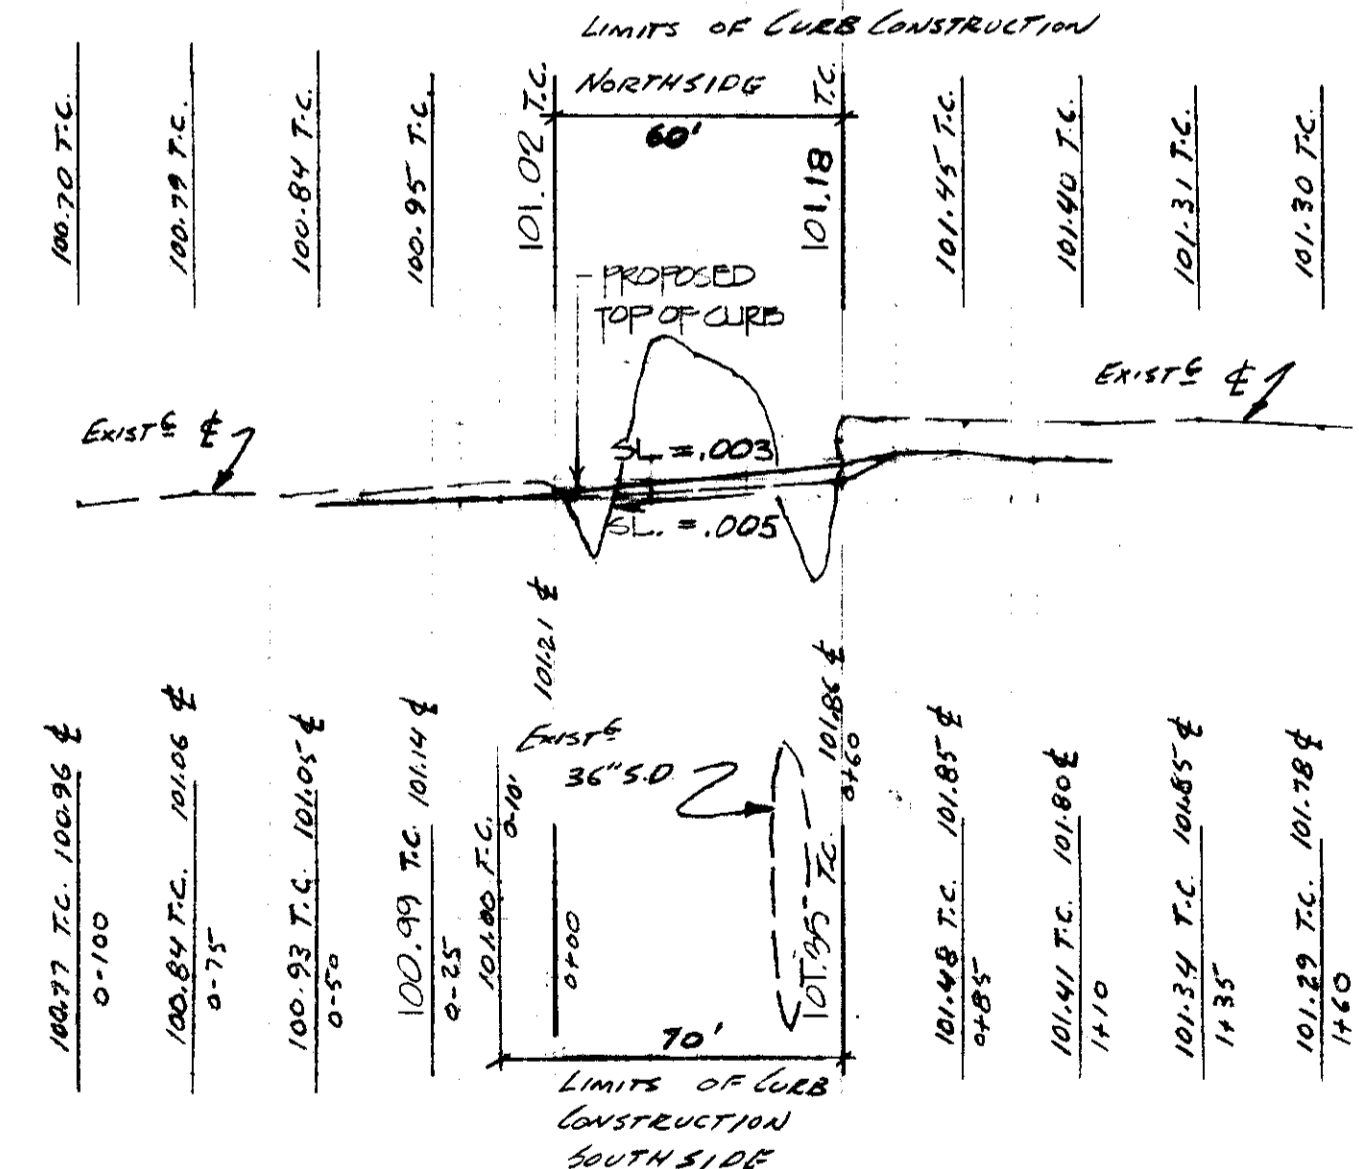 LIMITS OF CURB CONSTRUCTION
NORTHSIDE
60'
100.70 T.C.
100.79 T.C.
100.84 T.C.
100.95 T.C.
101.02 T.C.
101.18 T.C.
101.45 T.C.
101.40 T.C.
101.31 T.C.
101.30 T.C.
PROPOSED
TOP OF CURB
EXISTG ℄
EXISTG ℄
SL. = .003
SL. = .005
EXISTG
36" S.D.
100.77 T.C. 100.96 ℄
0-100
100.84 T.C. 101.06 ℄
0-75
100.93 T.C. 101.05 ℄
0-50
100.99 T.C. 101.14 ℄
0-25
101.00 T.C.
0-10'
101.21 ℄
0+00
101.35 T.C. 101.86 ℄
0+60
101.48 T.C. 101.85 ℄
0+85
101.41 T.C. 101.80 ℄
1+10
101.34 T.C. 101.85 ℄
1+35
101.29 T.C. 101.78 ℄
1+60
70'
LIMITS OF CURB
CONSTRUCTION
SOUTH SIDE